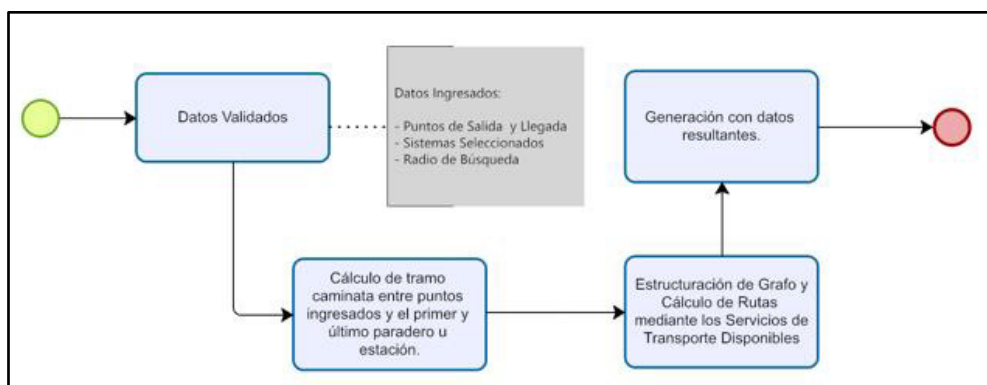 Datos Validados
Datos Ingresados:
- Puntos de Salida y Llegada
- Sistemas Seleccionados
- Radio de Búsqueda
Generación con datos
resultantes.
Cálculo de tramo
caminata entre puntos
ingresados y el primer y
último paradero u
estación.
Estructuración de Grafo y
Cálculo de Rutas
mediante los Servicios de
Transporte Disponibles